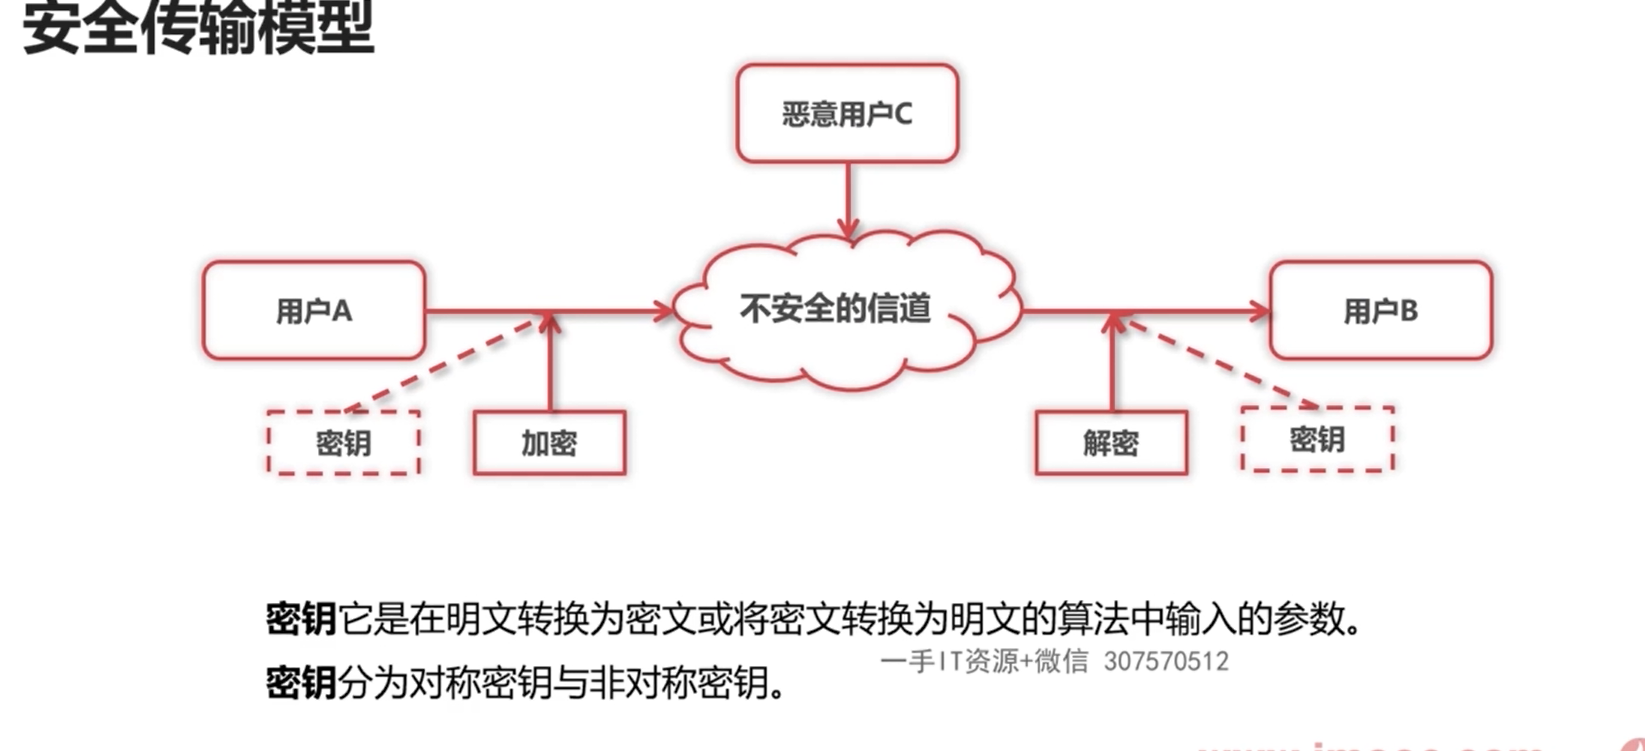 安全传输模型
恶意用户C
用户A
不安全的信道
用户B
密钥
加密
解密
密钥
密钥它是在明文转换为密文或将密文转换为明文的算法中输入的参数。
一手IT资源+微信 307570512
密钥分为对称密钥与非对称密钥。